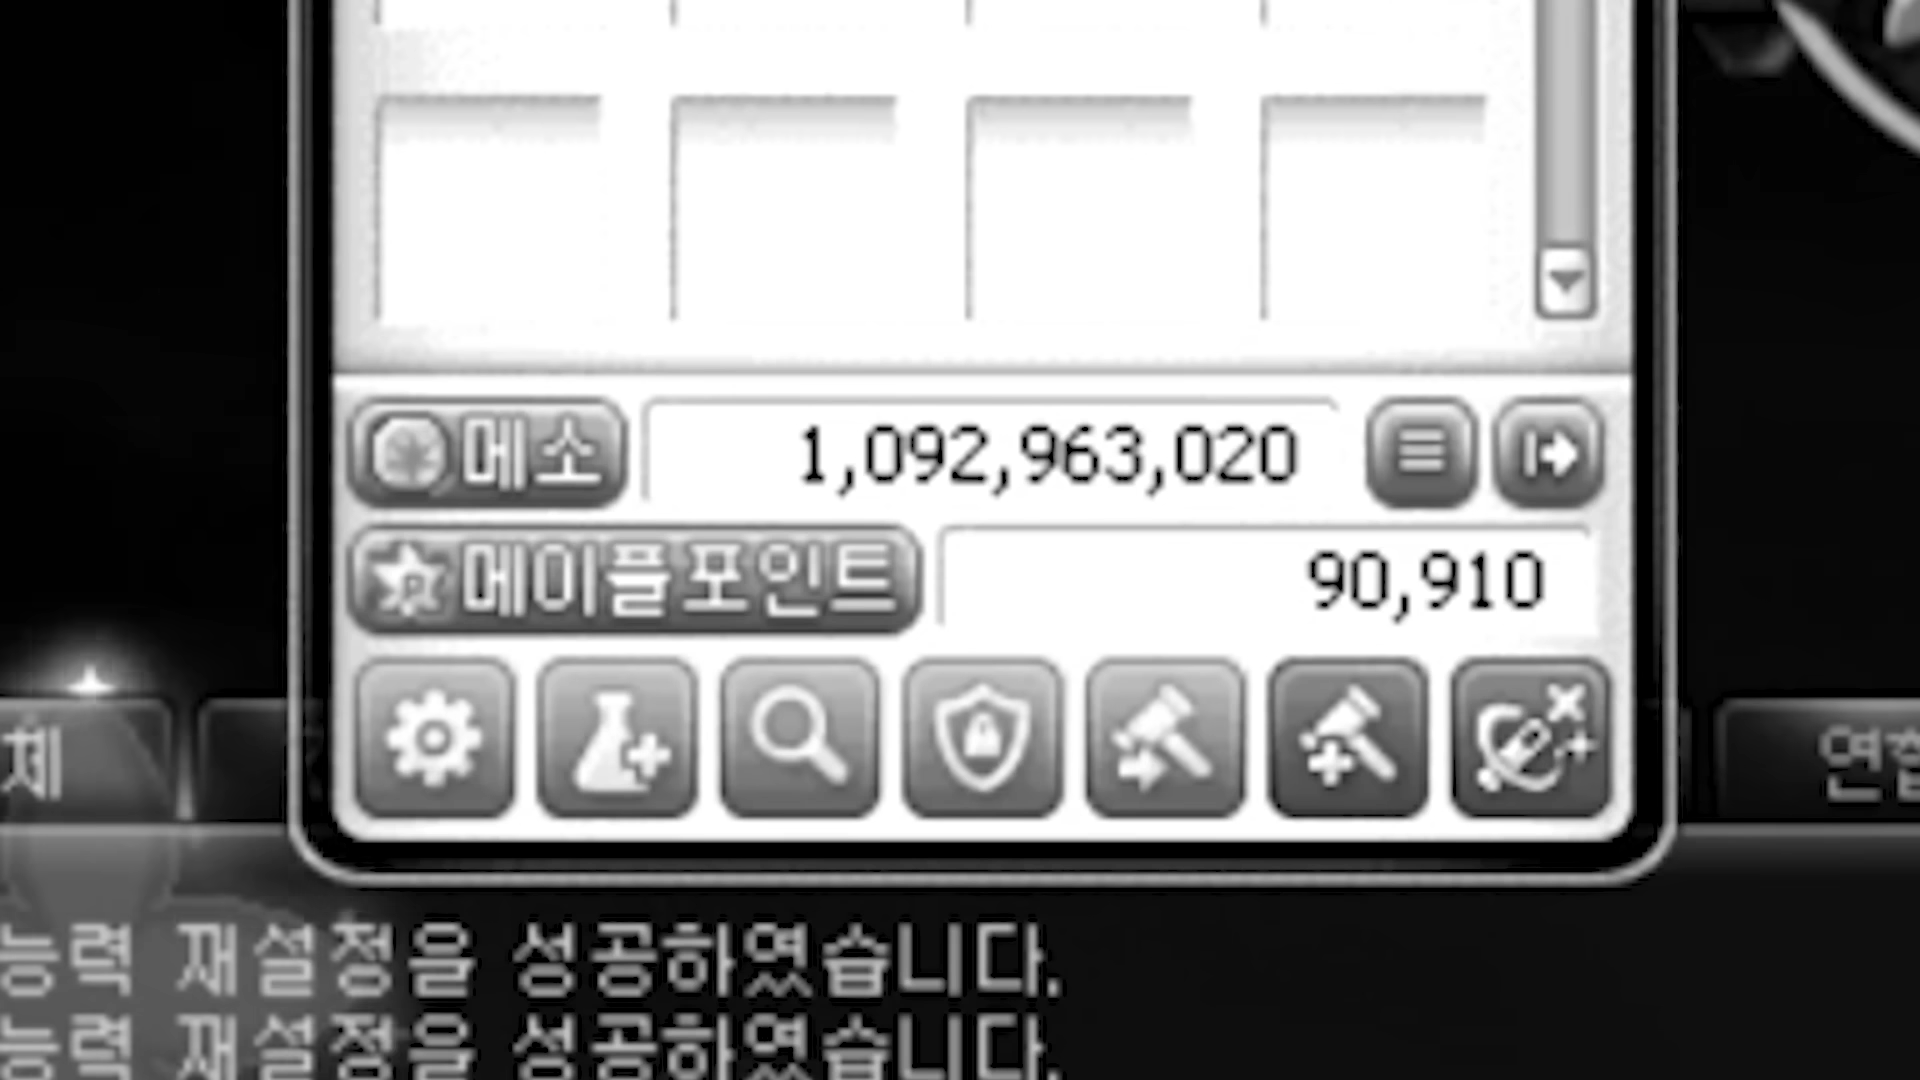 메소 1,092,963,020
메이플포인트 90,910
체
능력 재설정을 성공하였습니다.
능력 재설정을 성공하였습니다.